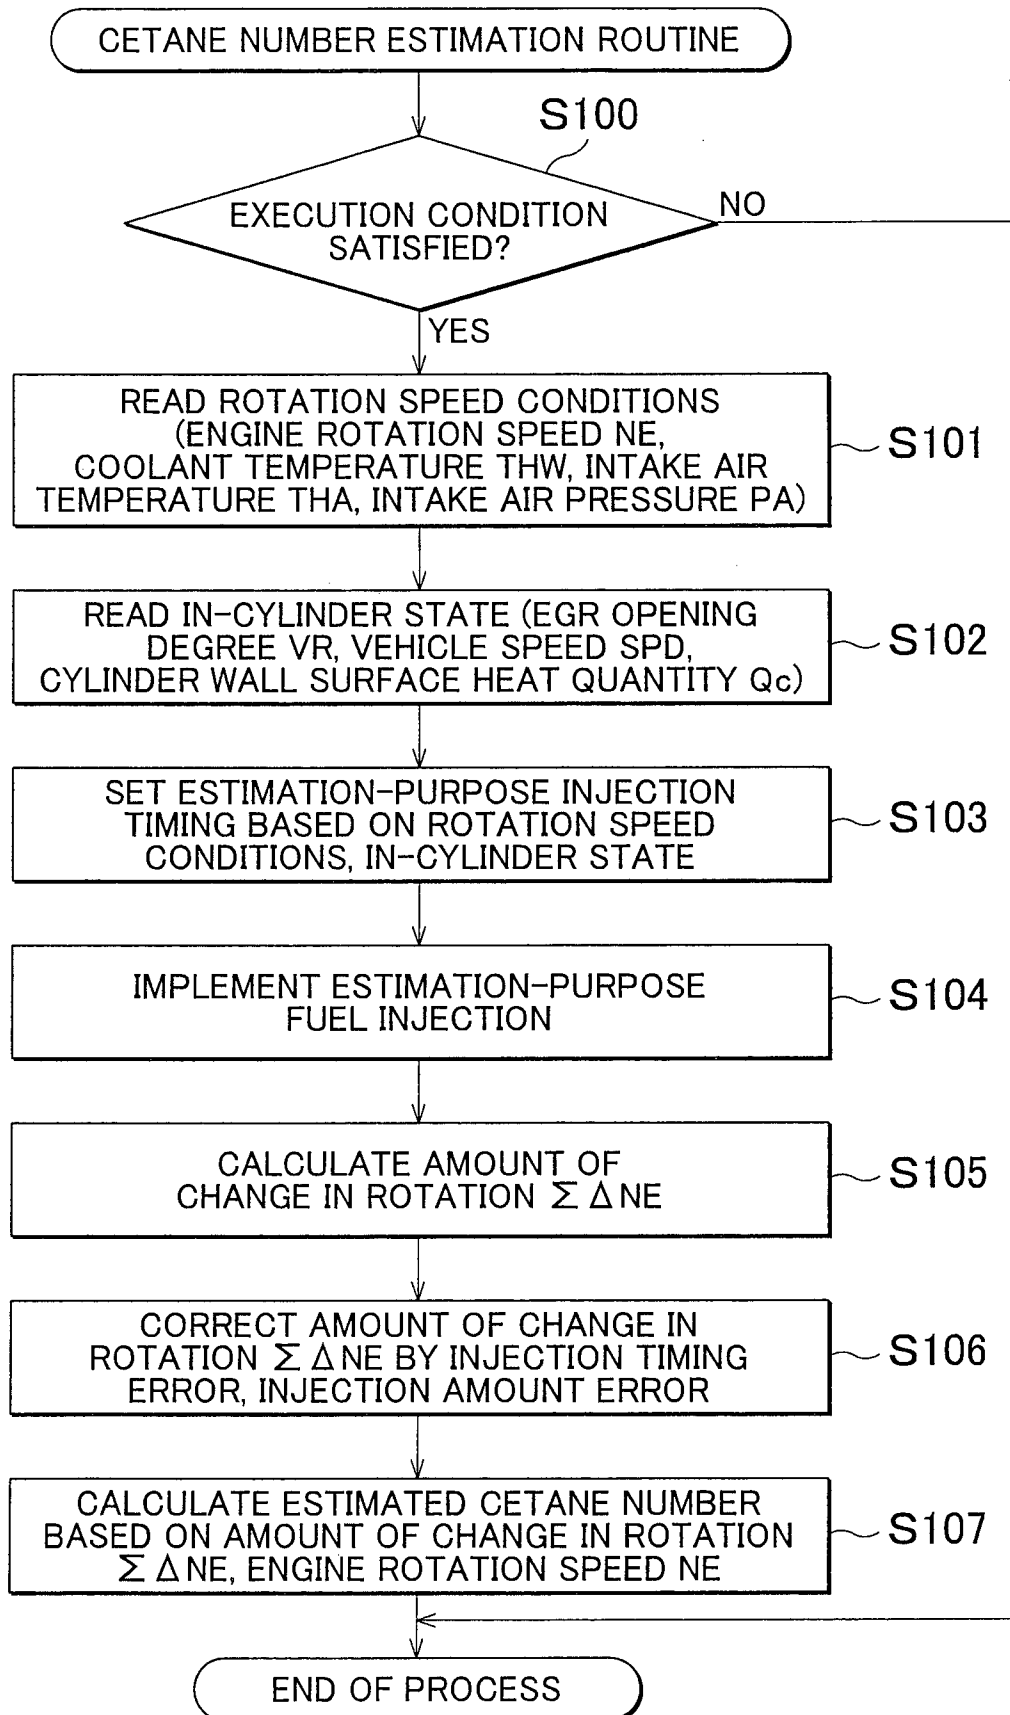 CETANE NUMBER ESTIMATION ROUTINE
S100
EXECUTION CONDITION
SATISFIED?
NO
YES
READ ROTATION SPEED CONDITIONS
(ENGINE ROTATION SPEED NE,
COOLANT TEMPERATURE THW, INTAKE AIR
TEMPERATURE THA, INTAKE AIR PRESSURE PA)
S101
READ IN-CYLINDER STATE (EGR OPENING
DEGREE VR, VEHICLE SPEED SPD,
CYLINDER WALL SURFACE HEAT QUANTITY Qc)
S102
SET ESTIMATION-PURPOSE INJECTION
TIMING BASED ON ROTATION SPEED
CONDITIONS, IN-CYLINDER STATE
S103
IMPLEMENT ESTIMATION-PURPOSE
FUEL INJECTION
S104
CALCULATE AMOUNT OF
CHANGE IN ROTATION Σ Δ NE
S105
CORRECT AMOUNT OF CHANGE IN
ROTATION Σ Δ NE BY INJECTION TIMING
ERROR, INJECTION AMOUNT ERROR
S106
CALCULATE ESTIMATED CETANE NUMBER
BASED ON AMOUNT OF CHANGE IN ROTATION
Σ Δ NE, ENGINE ROTATION SPEED NE
S107
END OF PROCESS